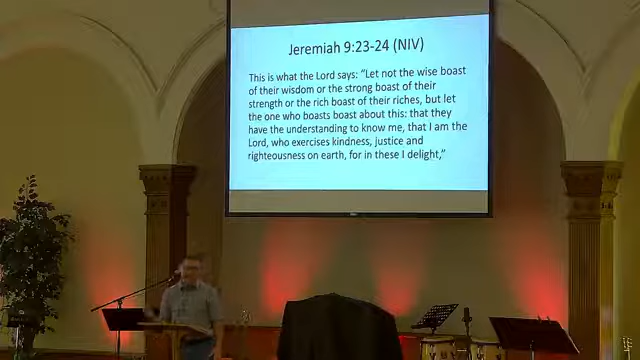 Jeremiah 9:23-24 (NIV)
This is what the Lord says: “Let not the wise boast
of their wisdom or the strong boast of their
strength or the rich boast of their riches, but let
the one who boasts boast about this: that they
have the understanding to know me, that I am the
Lord, who exercises kindness, justice and
righteousness on earth, for in these I delight,”